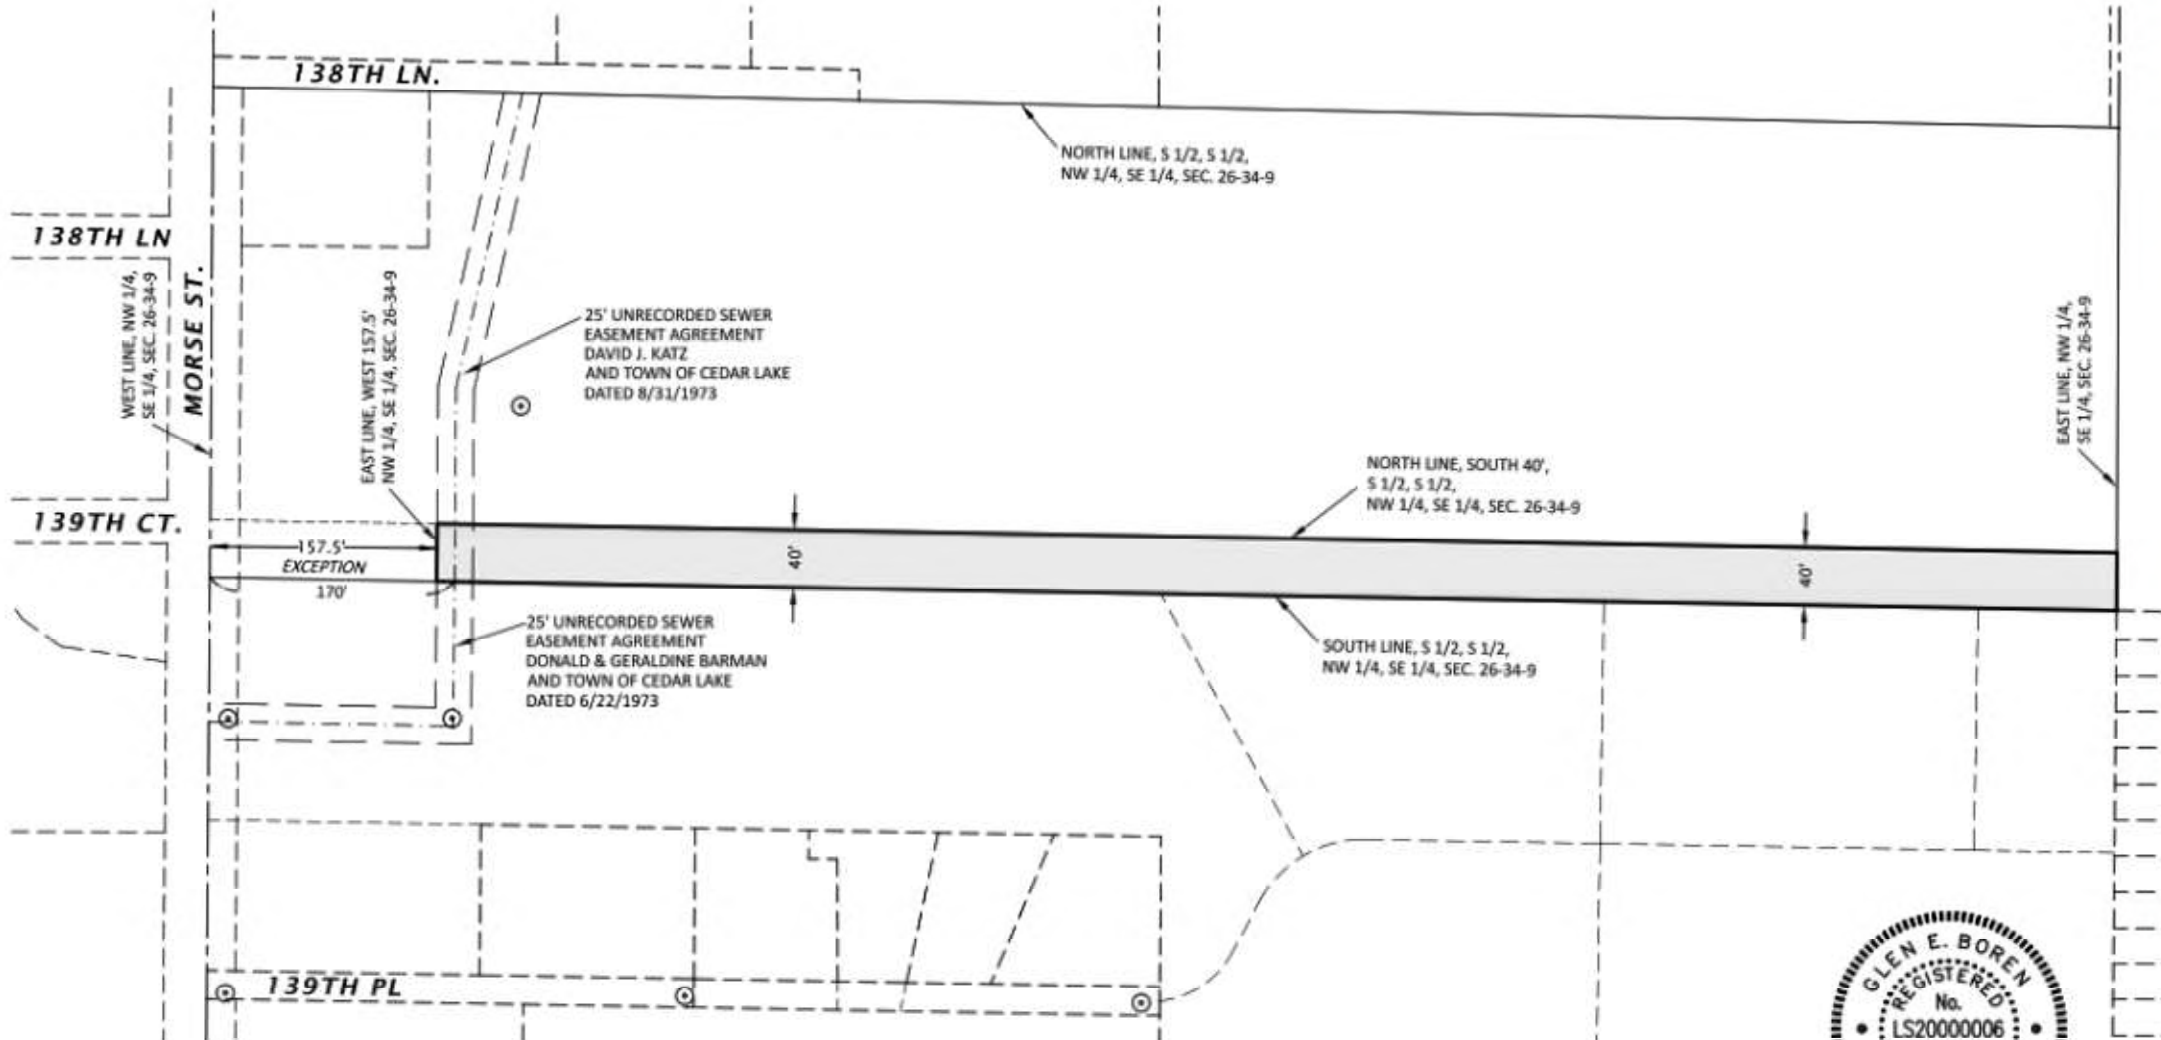 138TH LN.
NORTH LINE, S 1/2, S 1/2,
NW 1/4, SE 1/4, SEC. 26-34-9
138TH LN
WEST LINE, NW 1/4,
SE 1/4, SEC. 26-34-9
MORSE ST.
EAST LINE, WEST 157.5'
NW 1/4, SE 1/4, SEC. 26-34-9
25' UNRECORDED SEWER
EASEMENT AGREEMENT
DAVID J. KATZ
AND TOWN OF CEDAR LAKE
DATED 8/31/1973
EAST LINE, NW 1/4,
SE 1/4, SEC. 26-34-9
NORTH LINE, SOUTH 40',
S 1/2, S 1/2,
NW 1/4, SE 1/4, SEC. 26-34-9
139TH CT.
157.5'
EXCEPTION
170'
40'
40'
25' UNRECORDED SEWER
EASEMENT AGREEMENT
DONALD & GERALDINE BARMAN
AND TOWN OF CEDAR LAKE
DATED 6/22/1973
SOUTH LINE, S 1/2, S 1/2,
NW 1/4, SE 1/4, SEC. 26-34-9
139TH PL
GLEN E. BOREN
REGISTERED
No.
LS20000006